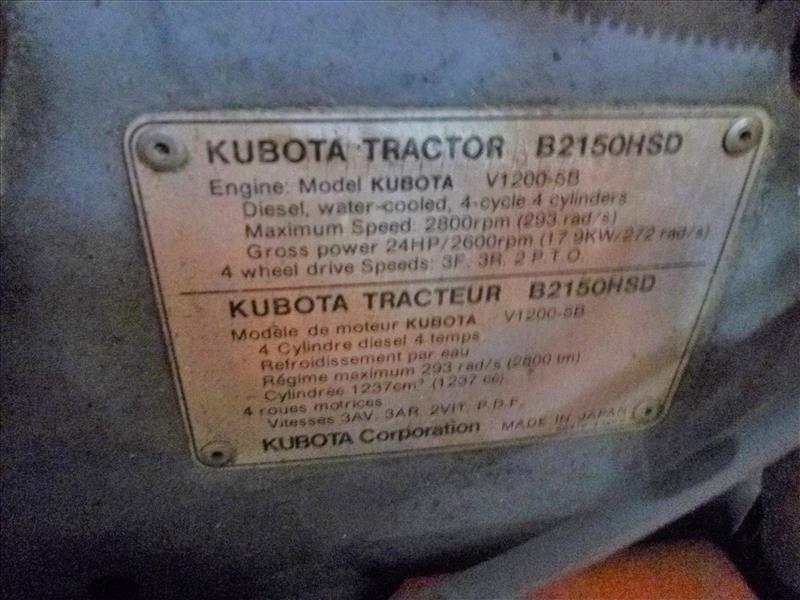 KUBOTA TRACTOR B2150HSD
Engine: Model KUBOTA V1200-5B
Diesel, water-cooled, 4-cycle 4 cylinders
Maximum Speed: 2800rpm (293 rad/s)
Gross power 24HP/2600rpm (17.9KW/272 rad/s)
4 wheel drive Speeds: 3F. 3R. 2 P.T.O.
KUBOTA TRACTEUR B2150HSD
Modèle de moteur KUBOTA V1200-5B
4 Cylindre diesel 4 temps
Refroidissement par eau
Régime maximum 293 rad/s (2800 t/m)
Cylindrée 1237cm³ (1237 cc)
4 roues motrices
Vitesses 3AV. 3AR. 2VIT. P.D.F.
KUBOTA Corporation MADE IN JAPAN